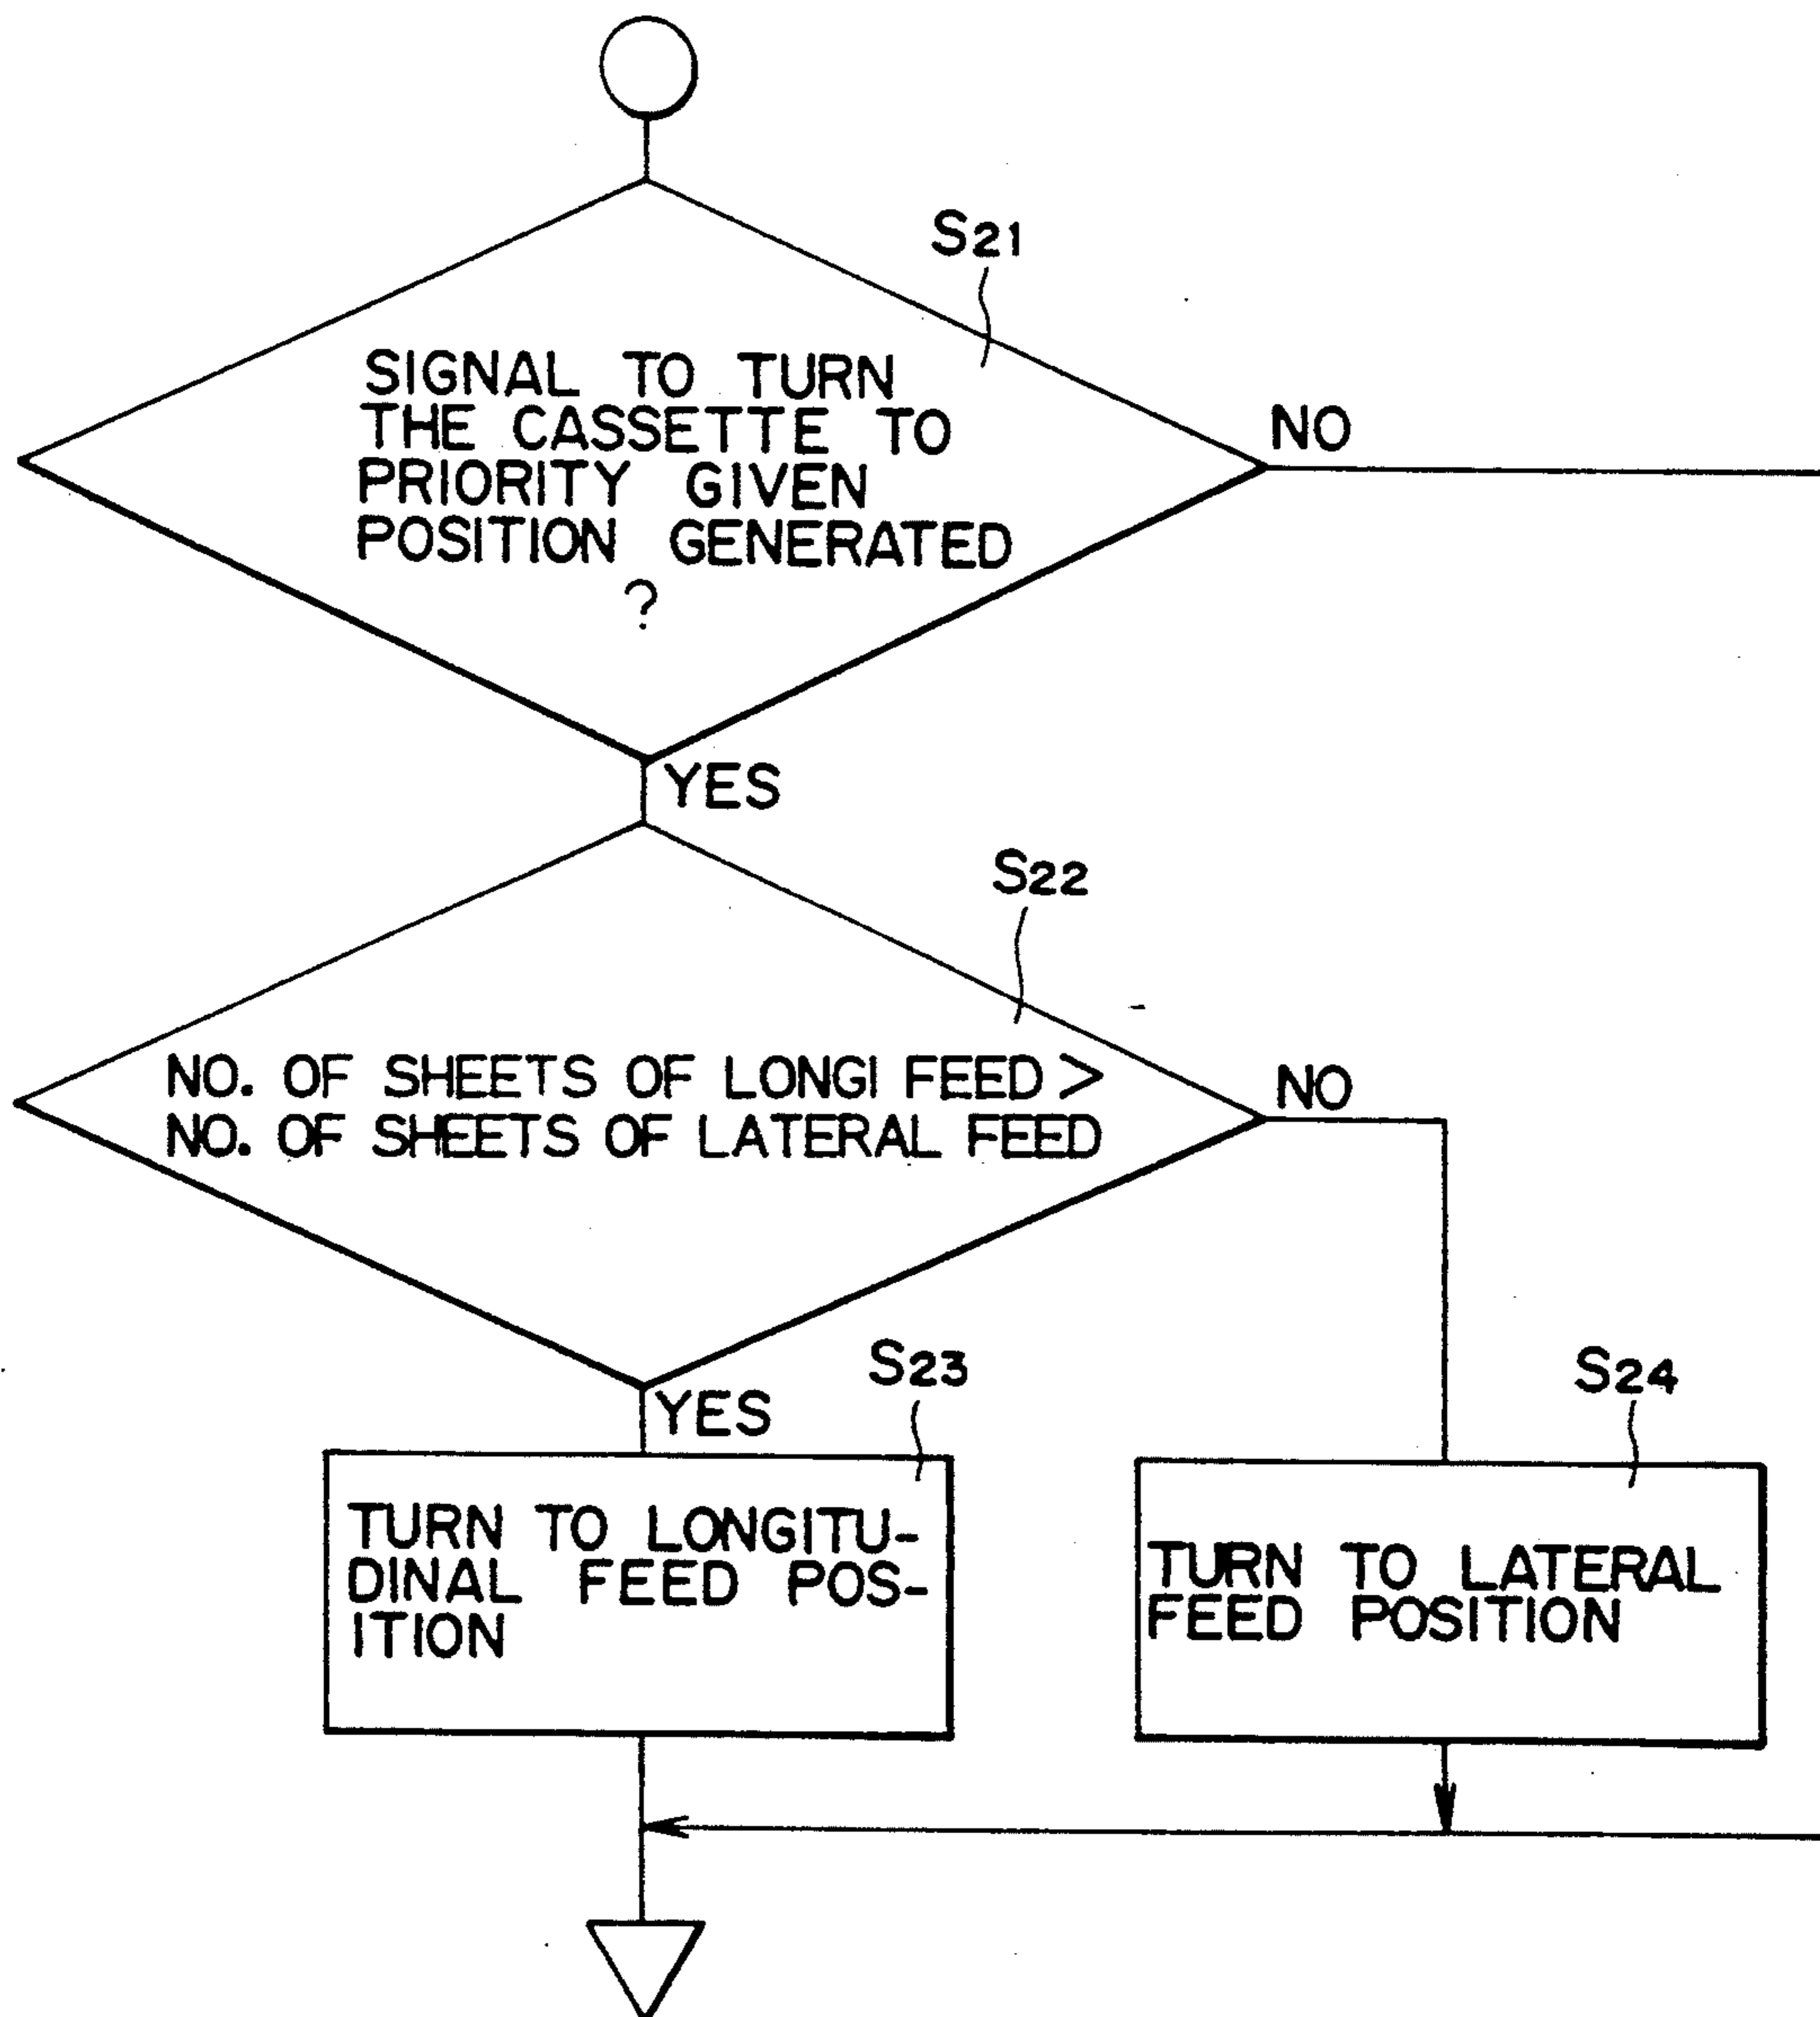 S21
SIGNAL TO TURN
THE CASSETTE TO
PRIORITY GIVEN
POSITION GENERATED
?
NO
YES
S22
NO. OF SHEETS OF LONGI FEED >
NO. OF SHEETS OF LATERAL FEED
NO
YES
S23
TURN TO LONGITU-
DINAL FEED POS-
ITION
S24
TURN TO LATERAL
FEED POSITION